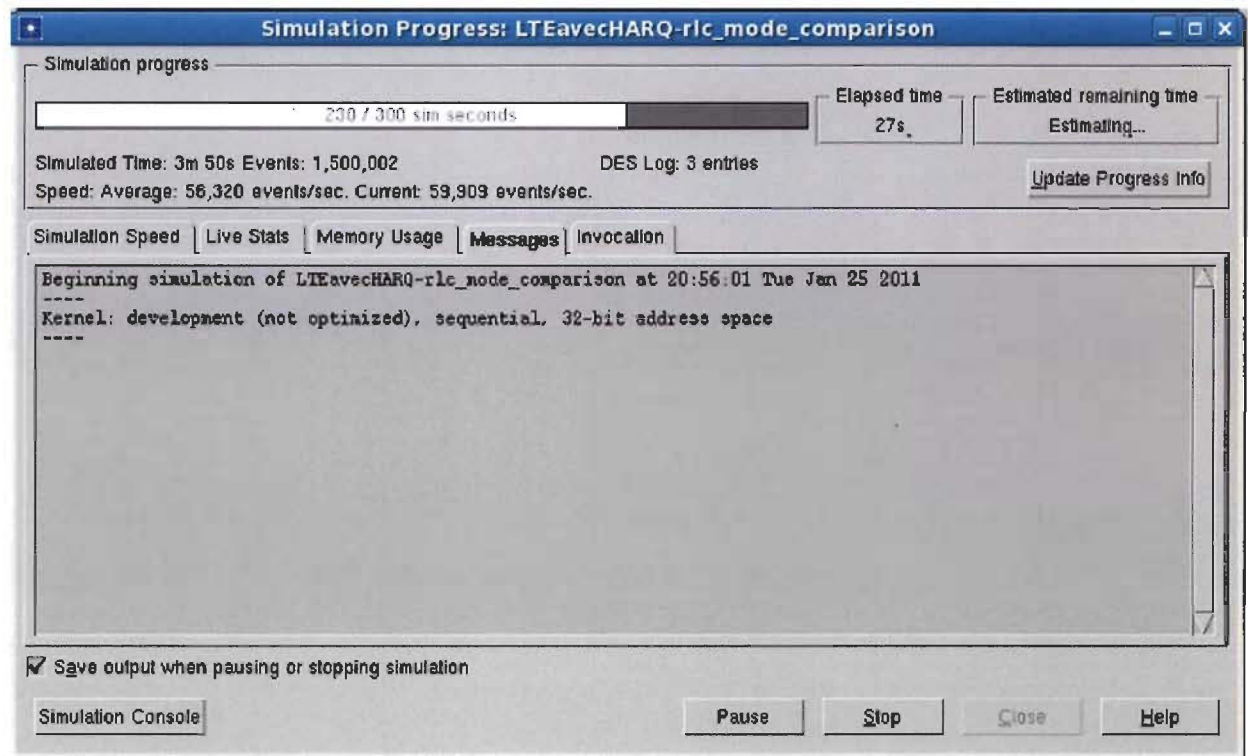 Simulation Progress: LTEavecHARQ-rlc_mode_comparison
Simulation progress
230 / 300 sim seconds
Elapsed time
27s
Estimated remaining time
Estimating...
Simulated Time: 3m 50s Events: 1,500,002
DES Log: 3 entries
Speed: Average: 56,320 events/sec. Current: 59,909 events/sec.
Update Progress Info
Simulation Speed
Live Stats
Memory Usage
Messages
Invocation
Beginning simulation of LTEavecHARQ-rlc_mode_comparison at 20:56:01 Tue Jan 25 2011
----
Kernel: development (not optimized), sequential, 32-bit address space
----
Save output when pausing or stopping simulation
Simulation Console
Pause
Stop
Close
Help